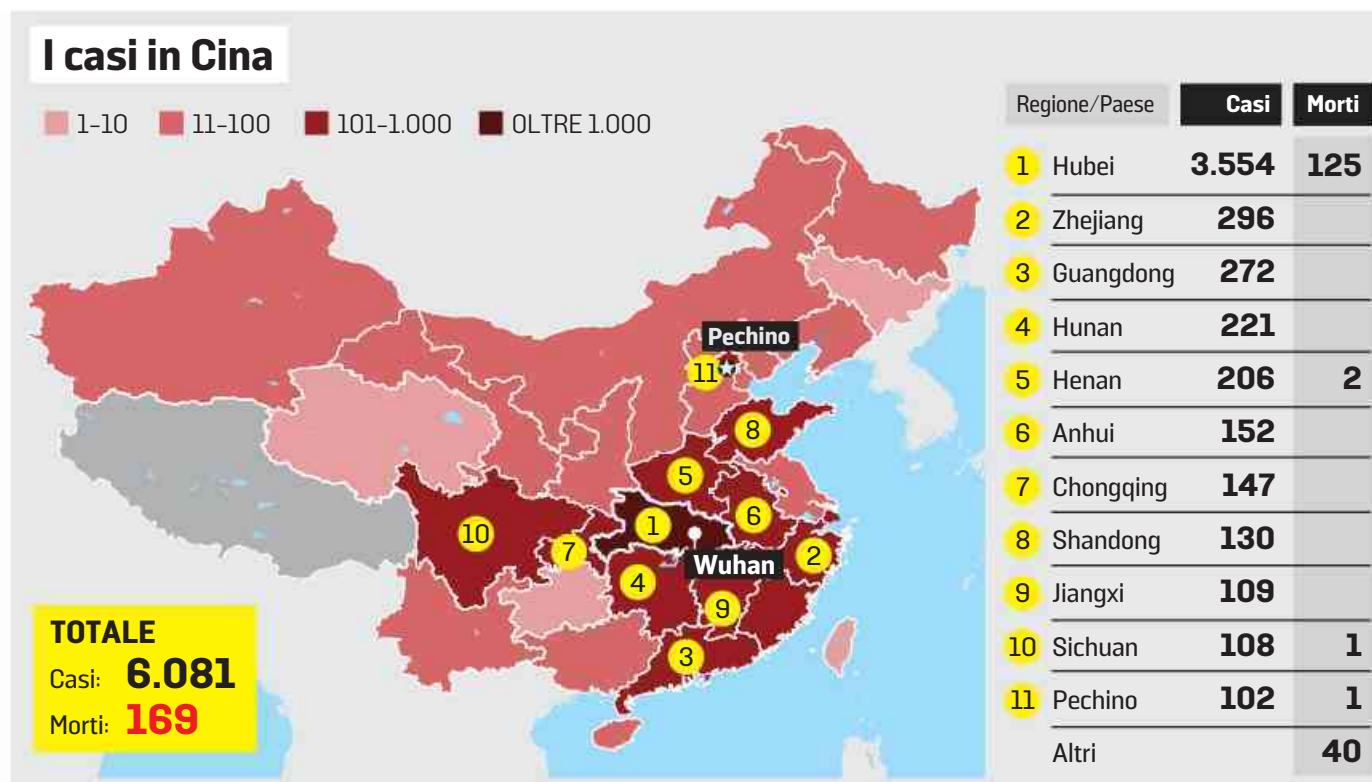 I casi in Cina
1-10 11-100 101-1.000 OLTRE 1.000
Pechino
11
8
5
10
1
6
7
2
Wuhan
4
9
3
TOTALE
Casi: 6.081
Morti: 169
Regione/Paese Casi Morti
1 Hubei 3.554 125
2 Zhejiang 296
3 Guangdong 272
4 Hunan 221
5 Henan 206 2
6 Anhui 152
7 Chongqing 147
8 Shandong 130
9 Jiangxi 109
10 Sichuan 108 1
11 Pechino 102 1
Altri 40